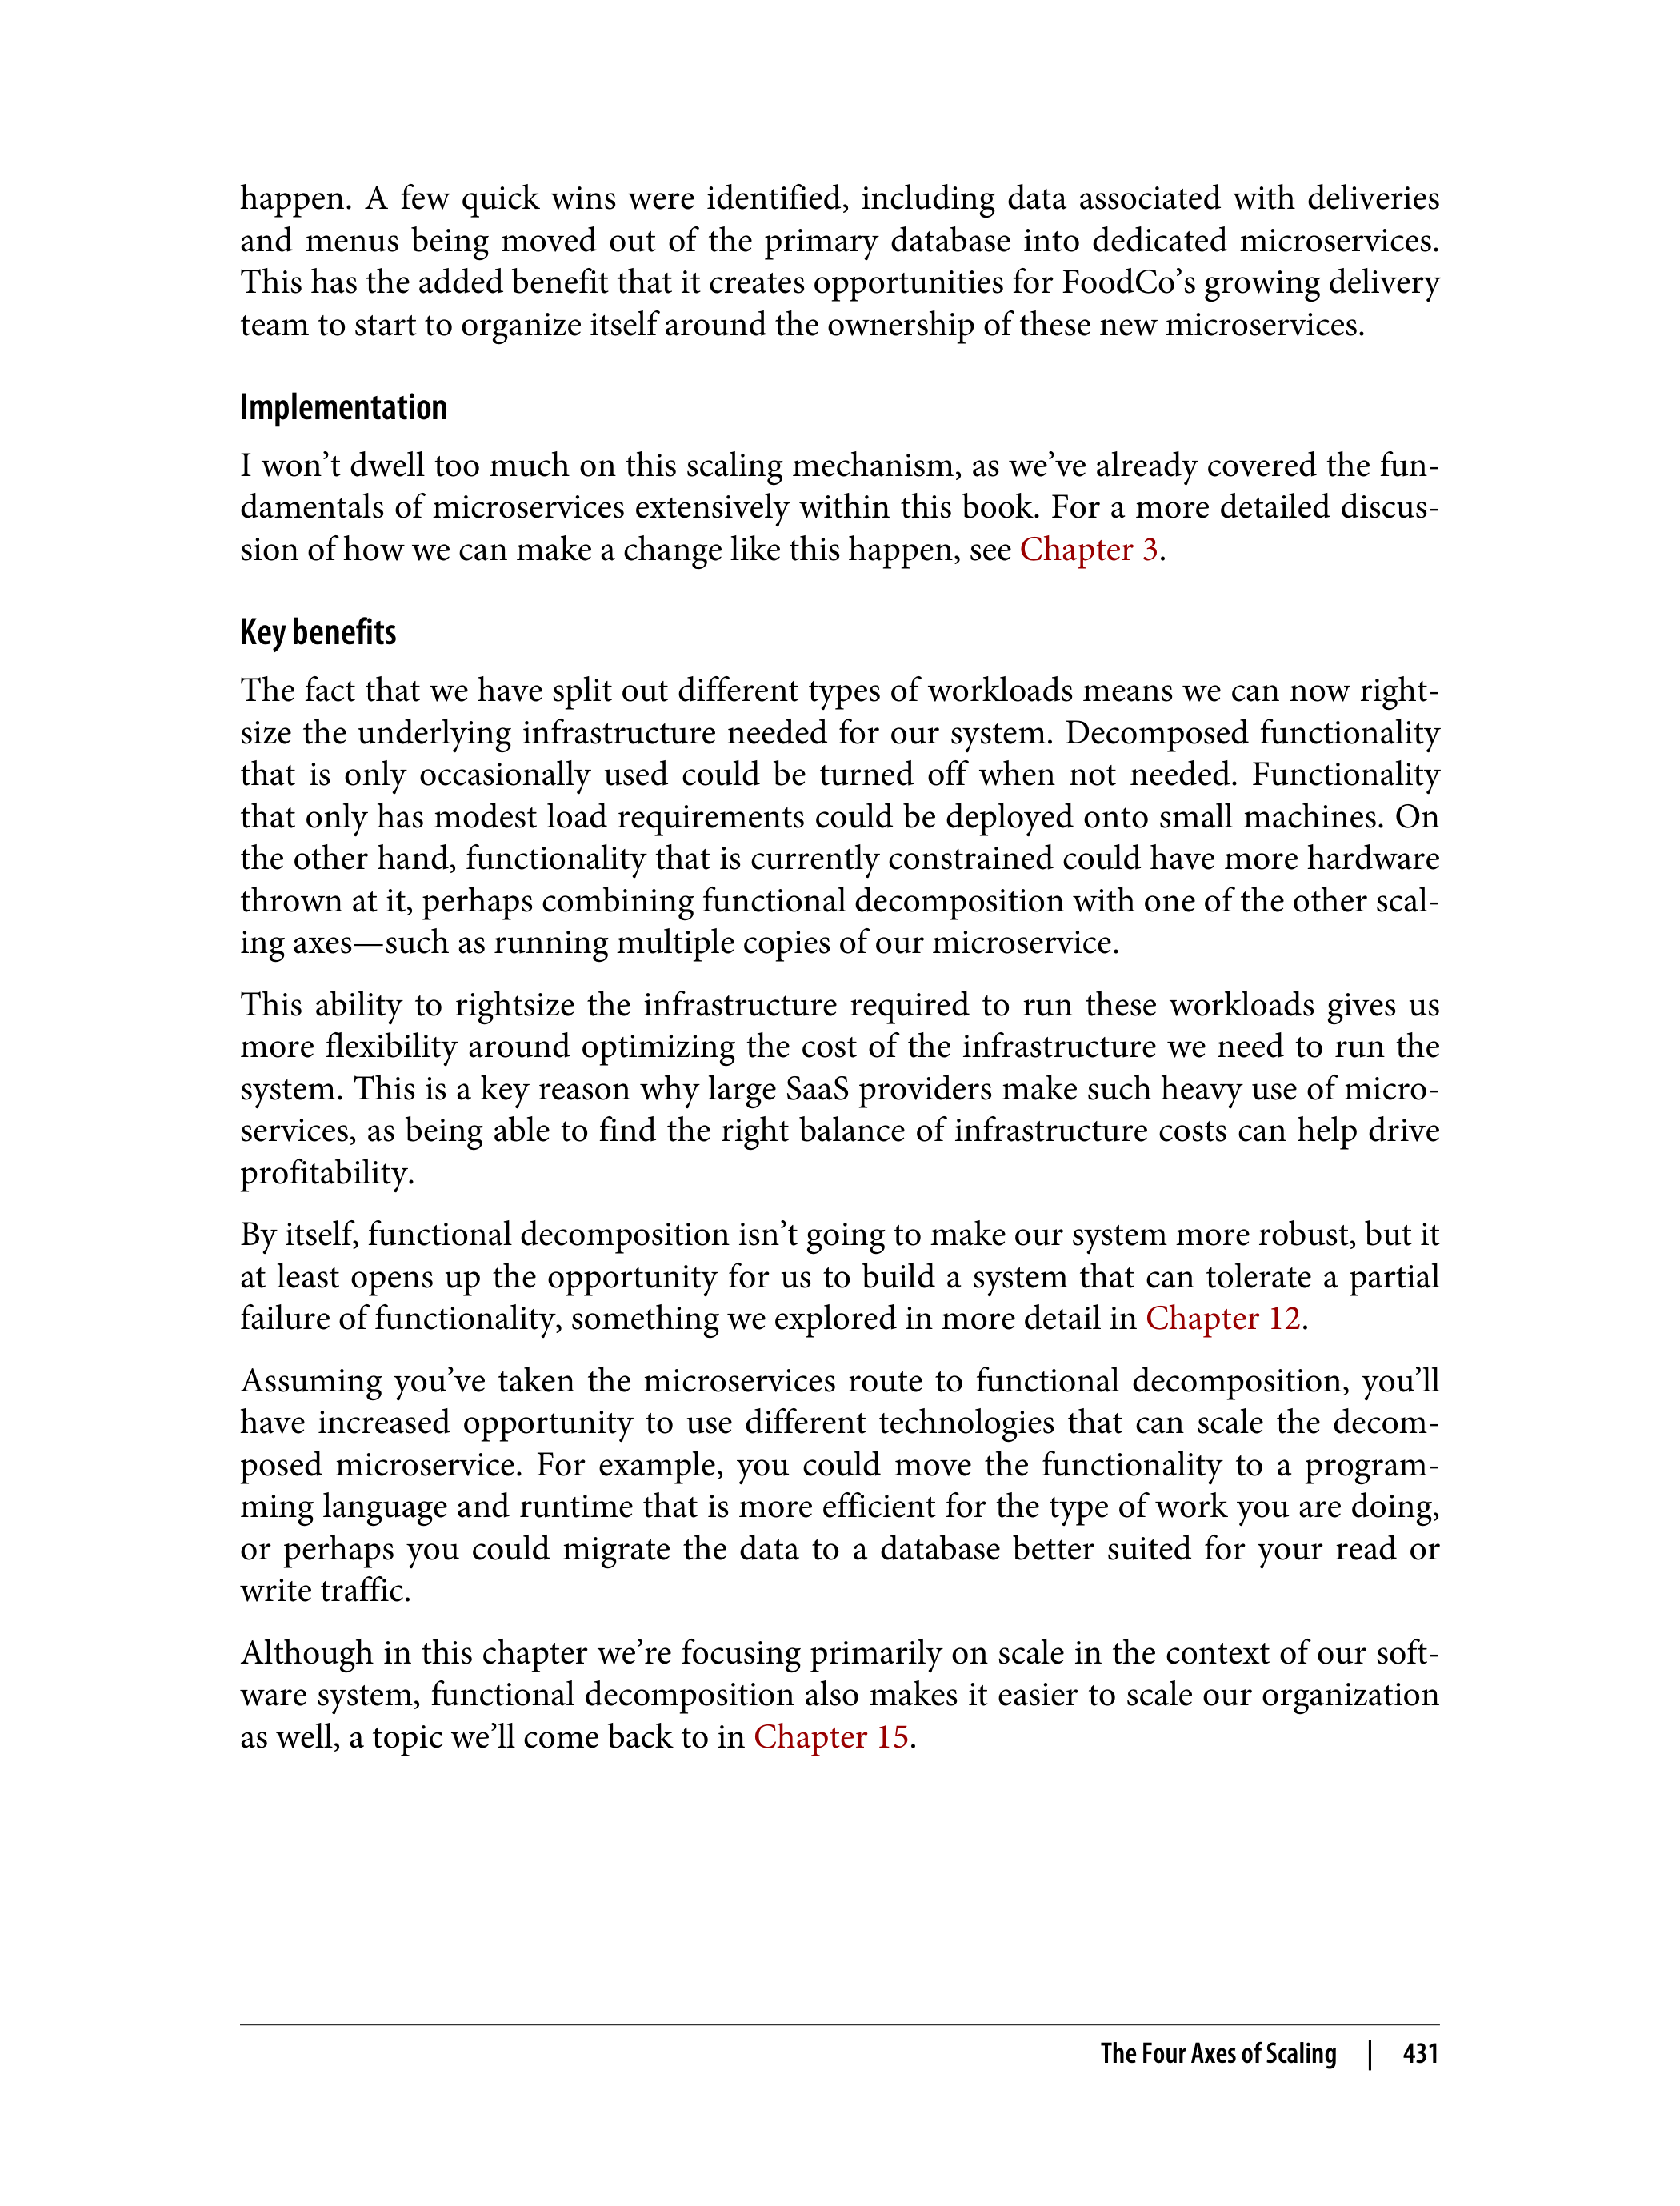 happen. A few quick wins were identified, including data associated with deliveries
and menus being moved out of the primary database into dedicated microservices.
This has the added benefit that it creates opportunities for FoodCo’s growing delivery
team to start to organize itself around the ownership of these new microservices.
Implementation
I won’t dwell too much on this scaling mechanism, as we’ve already covered the fun-
damentals of microservices extensively within this book. For a more detailed discus-
sion of how we can make a change like this happen, see Chapter 3.
Key benefits
The fact that we have split out different types of workloads means we can now right-
size the underlying infrastructure needed for our system. Decomposed functionality
that is only occasionally used could be turned off when not needed. Functionality
that only has modest load requirements could be deployed onto small machines. On
the other hand, functionality that is currently constrained could have more hardware
thrown at it, perhaps combining functional decomposition with one of the other scal-
ing axes—such as running multiple copies of our microservice.
This ability to rightsize the infrastructure required to run these workloads gives us
more flexibility around optimizing the cost of the infrastructure we need to run the
system. This is a key reason why large SaaS providers make such heavy use of micro-
services, as being able to find the right balance of infrastructure costs can help drive
profitability.
By itself, functional decomposition isn’t going to make our system more robust, but it
at least opens up the opportunity for us to build a system that can tolerate a partial
failure of functionality, something we explored in more detail in Chapter 12.
Assuming you’ve taken the microservices route to functional decomposition, you’ll
have increased opportunity to use different technologies that can scale the decom-
posed microservice. For example, you could move the functionality to a program-
ming language and runtime that is more efficient for the type of work you are doing,
or perhaps you could migrate the data to a database better suited for your read or
write traffic.
Although in this chapter we’re focusing primarily on scale in the context of our soft-
ware system, functional decomposition also makes it easier to scale our organization
as well, a topic we’ll come back to in Chapter 15.
The Four Axes of Scaling | 431